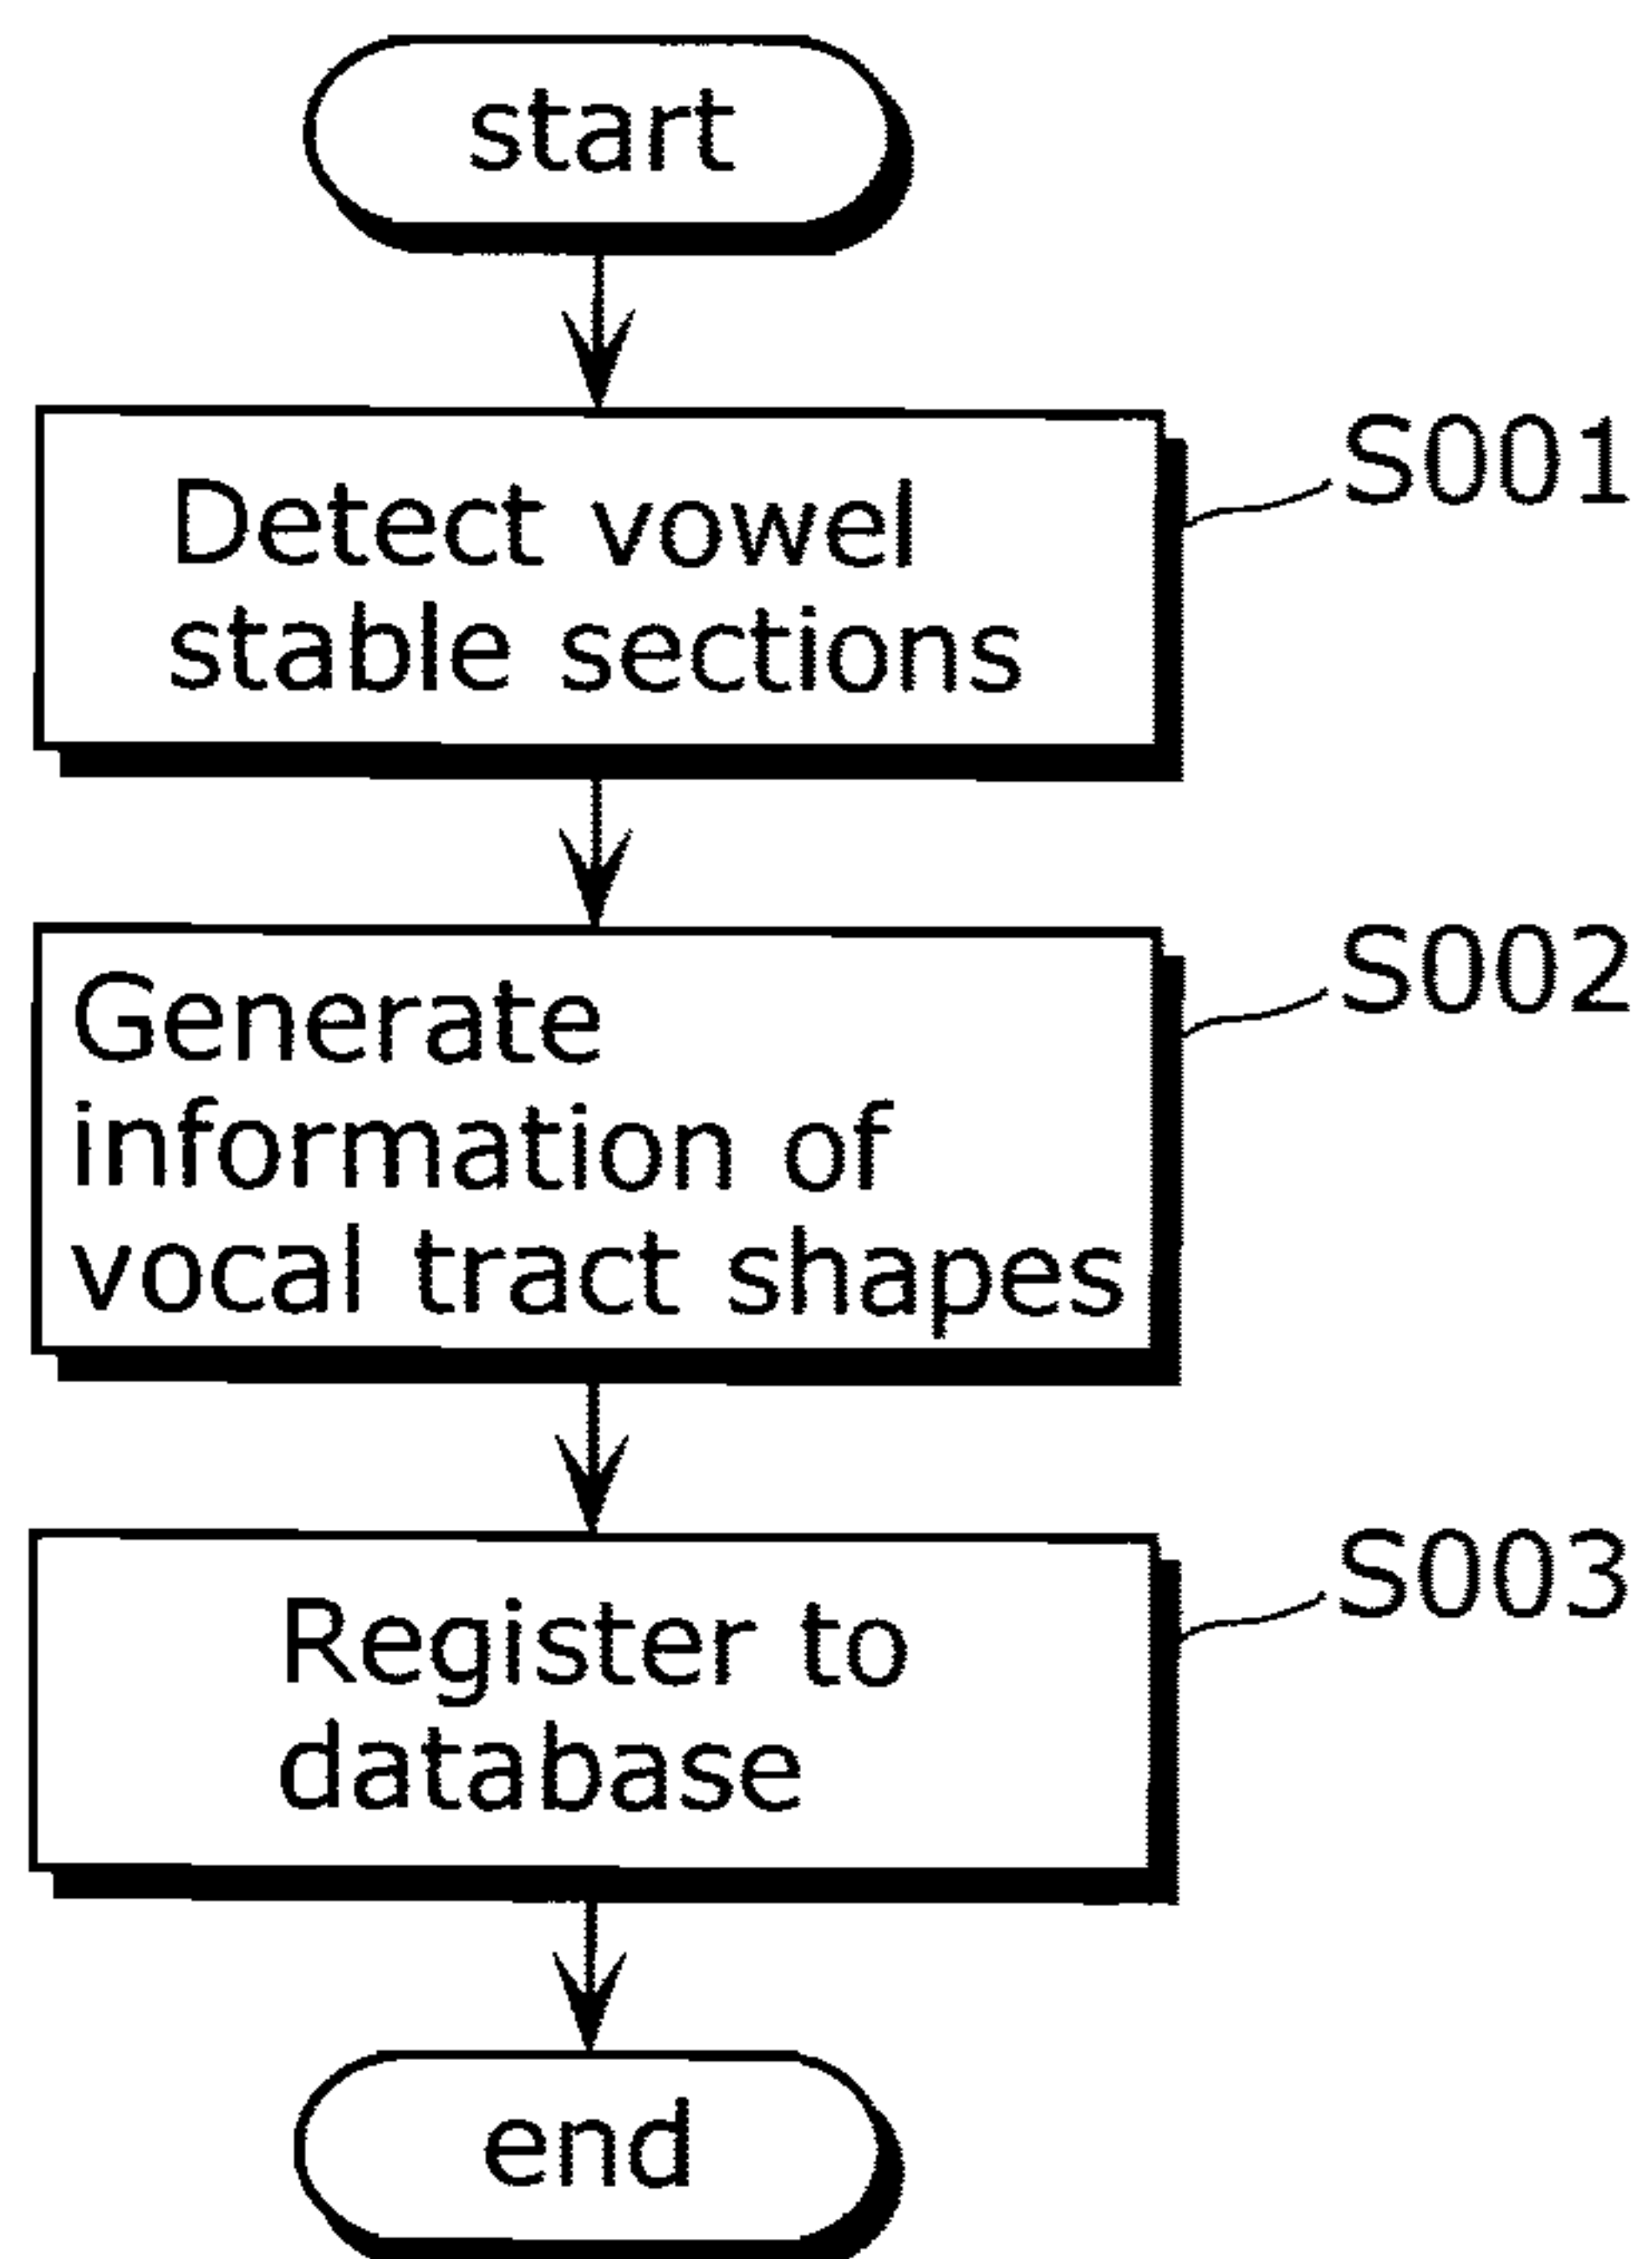 start
Detect vowel
stable sections
S001
Generate
information of
vocal tract shapes
S002
Register to
database
S003
end